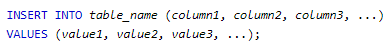 INSERT INTO table_name (column1, column2, column3, ...)
VALUES (value1, value2, value3, ...);